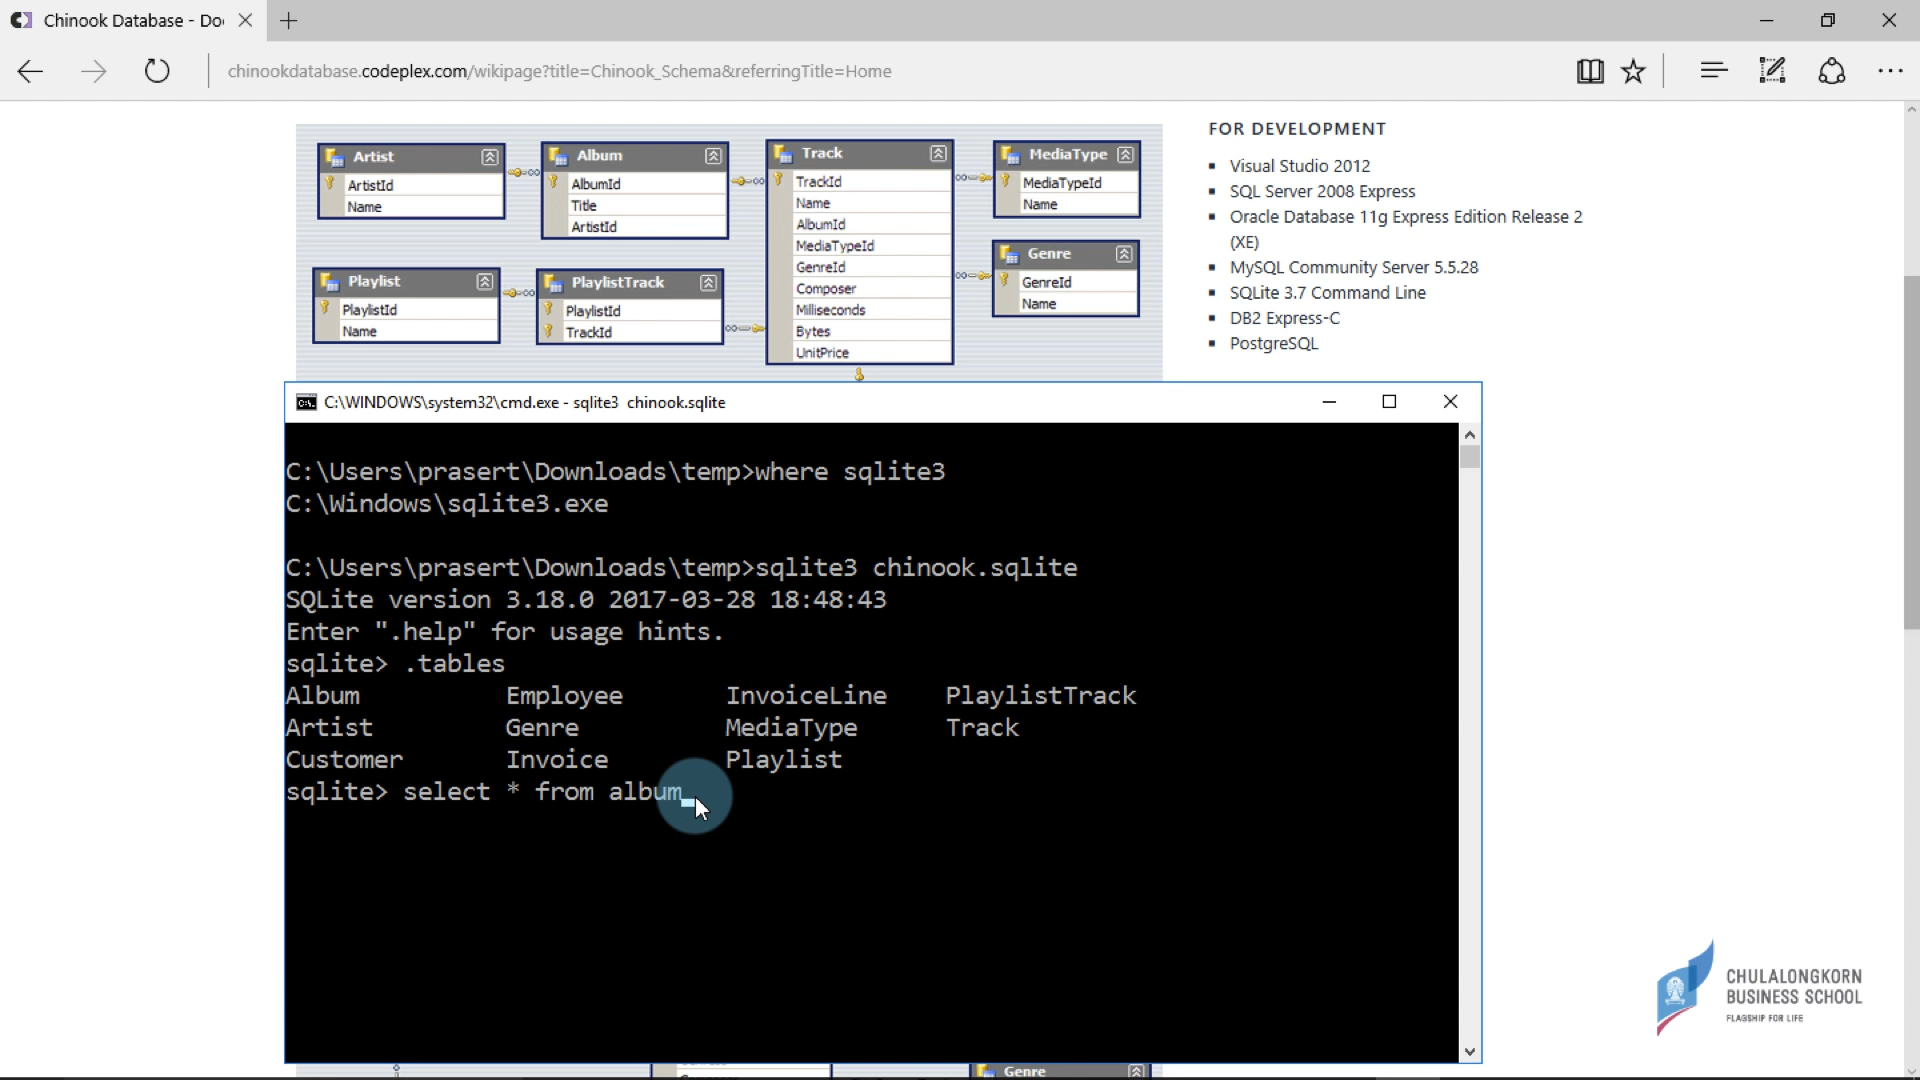 Chinook Database - Do
chinookdatabase.codeplex.com/wikipage?title=Chinook_Schema&referringTitle=Home
Artist
ArtistId
Name
Album
AlbumId
Title
ArtistId
Track
TrackId
Name
AlbumId
MediaTypeId
GenreId
Composer
Milliseconds
Bytes
UnitPrice
MediaType
MediaTypeId
Name
Genre
GenreId
Name
Playlist
PlaylistId
Name
PlaylistTrack
PlaylistId
TrackId
FOR DEVELOPMENT
Visual Studio 2012
SQL Server 2008 Express
Oracle Database 11g Express Edition Release 2
(XE)
MySQL Community Server 5.5.28
SQLite 3.7 Command Line
DB2 Express-C
PostgreSQL
C:\WINDOWS\system32\cmd.exe - sqlite3 chinook.sqlite
C:\Users\prasert\Downloads\temp>where sqlite3
C:\Windows\sqlite3.exe
C:\Users\prasert\Downloads\temp>sqlite3 chinook.sqlite
SQLite version 3.18.0 2017-03-28 18:48:43
Enter ".help" for usage hints.
sqlite> .tables
Album Employee InvoiceLine PlaylistTrack
Artist Genre MediaType Track
Customer Invoice Playlist
sqlite> select * from album
CHULALONGKORN
BUSINESS SCHOOL
FLAGSHIP FOR LIFE
Genre